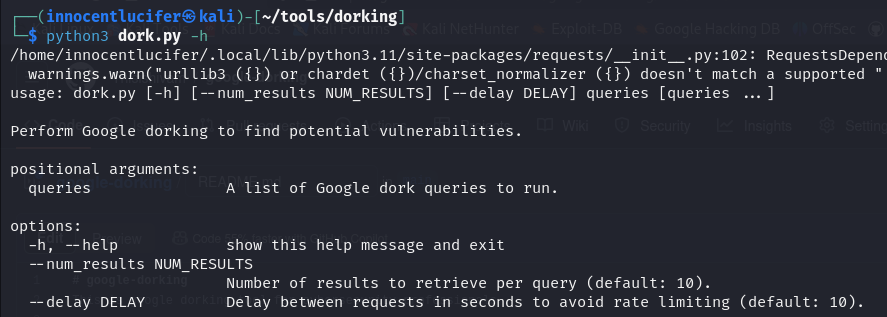 ┌──(innocentlucifer㉿kali)-[~/tools/dorking]
└─$ python3 dork.py -h
/home/innocentlucifer/.local/lib/python3.11/site-packages/requests/__init__.py:102: RequestsDepend
  warnings.warn("urllib3 ({}) or chardet ({})/charset_normalizer ({}) doesn't match a supported "
usage: dork.py [-h] [--num_results NUM_RESULTS] [--delay DELAY] queries [queries ...]
Perform Google dorking to find potential vulnerabilities.
positional arguments:
  queries               A list of Google dork queries to run.
options:
  -h, --help            show this help message and exit
  --num_results NUM_RESULTS
                        Number of results to retrieve per query (default: 10).
  --delay DELAY         Delay between requests in seconds to avoid rate limiting (default: 10).